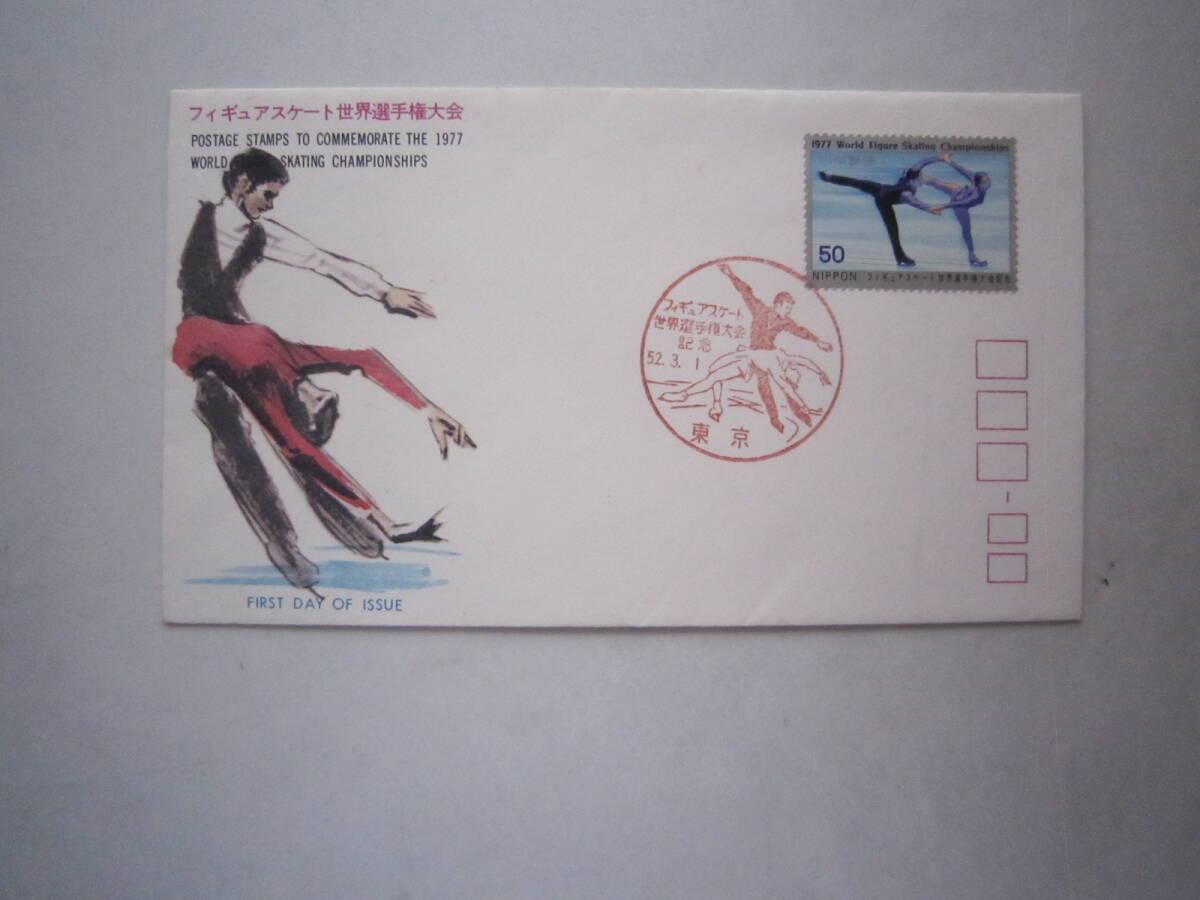 フィギュアスケート世界選手権大会
POSTAGE STAMPS TO COMMEMORATE THE 1977
WORLD SKATING CHAMPIONSHIPS
1977 World Figure Skating Championships
50
NIPPON フィギュアスケート世界選手権大会記念
フィギュアスケート
世界選手権大会
記念
52.3.1
東京
FIRST DAY OF ISSUE